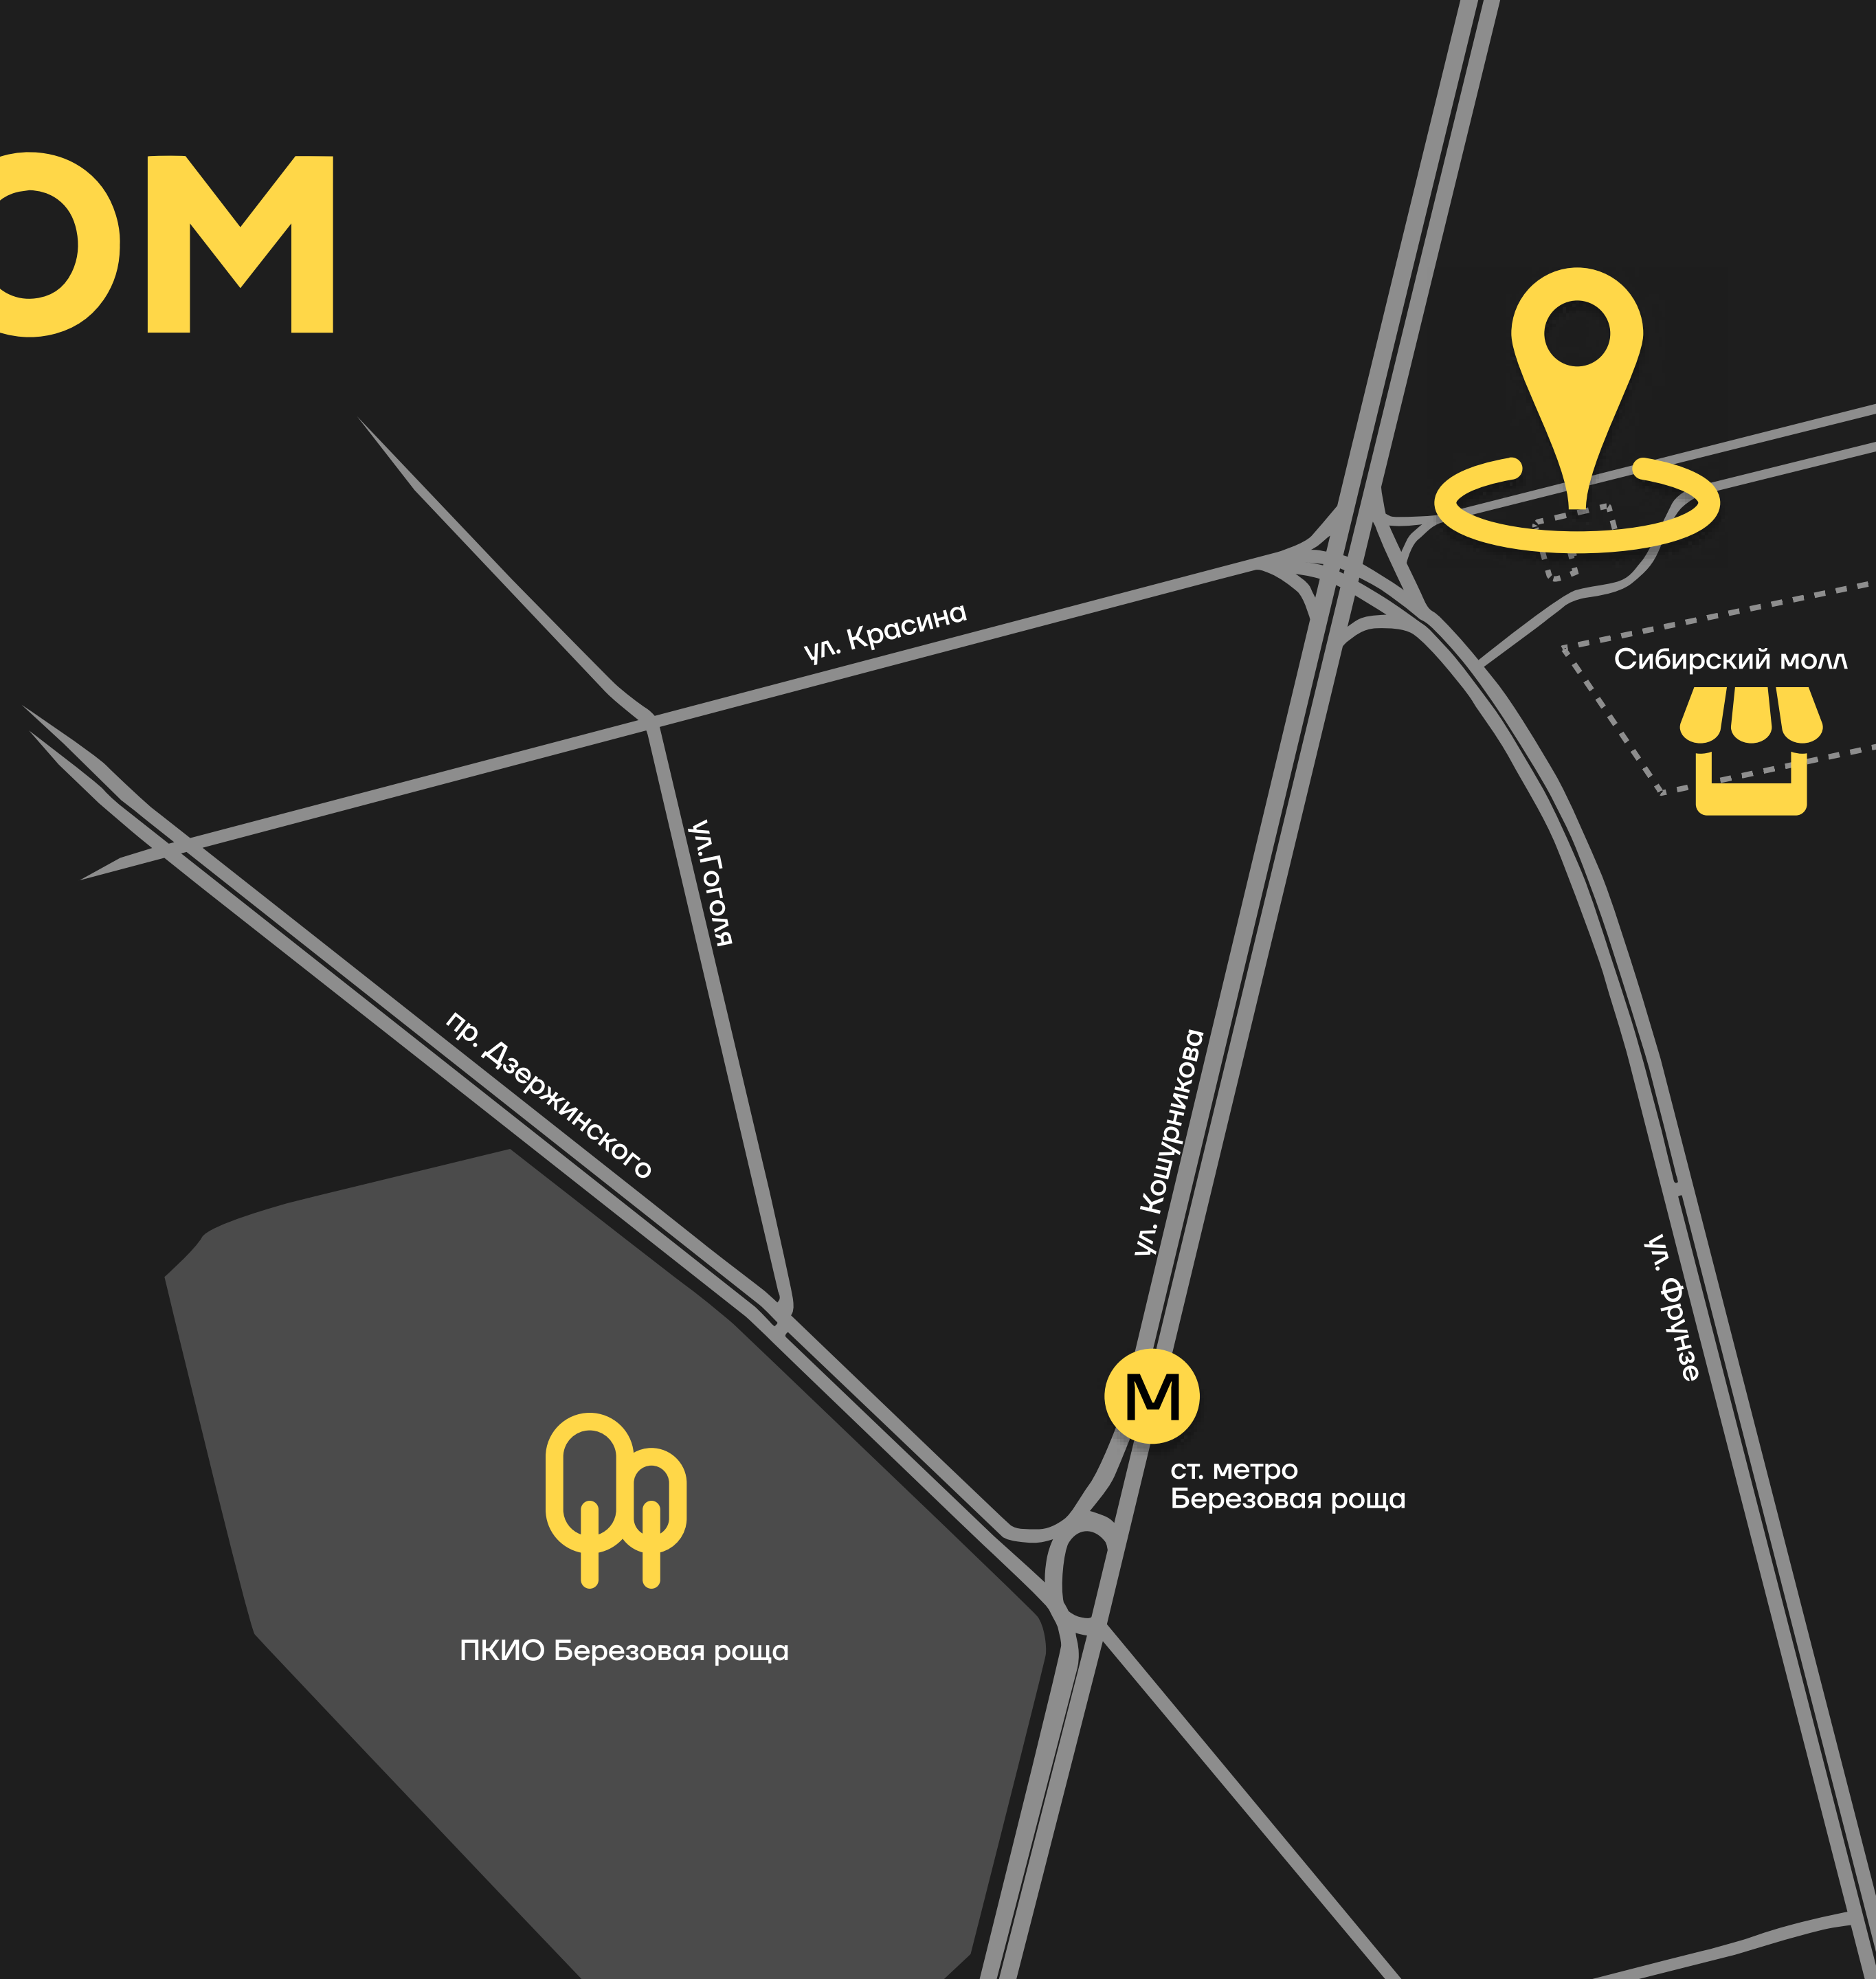 ОМ
ул. Красина
Сибирский молл
ул.Гоголя
пр. Дзержинского
ул. Кошурникова
ул. Фрунзе
М
ст. метро
Березовая роща
ПКИО Березовая роща